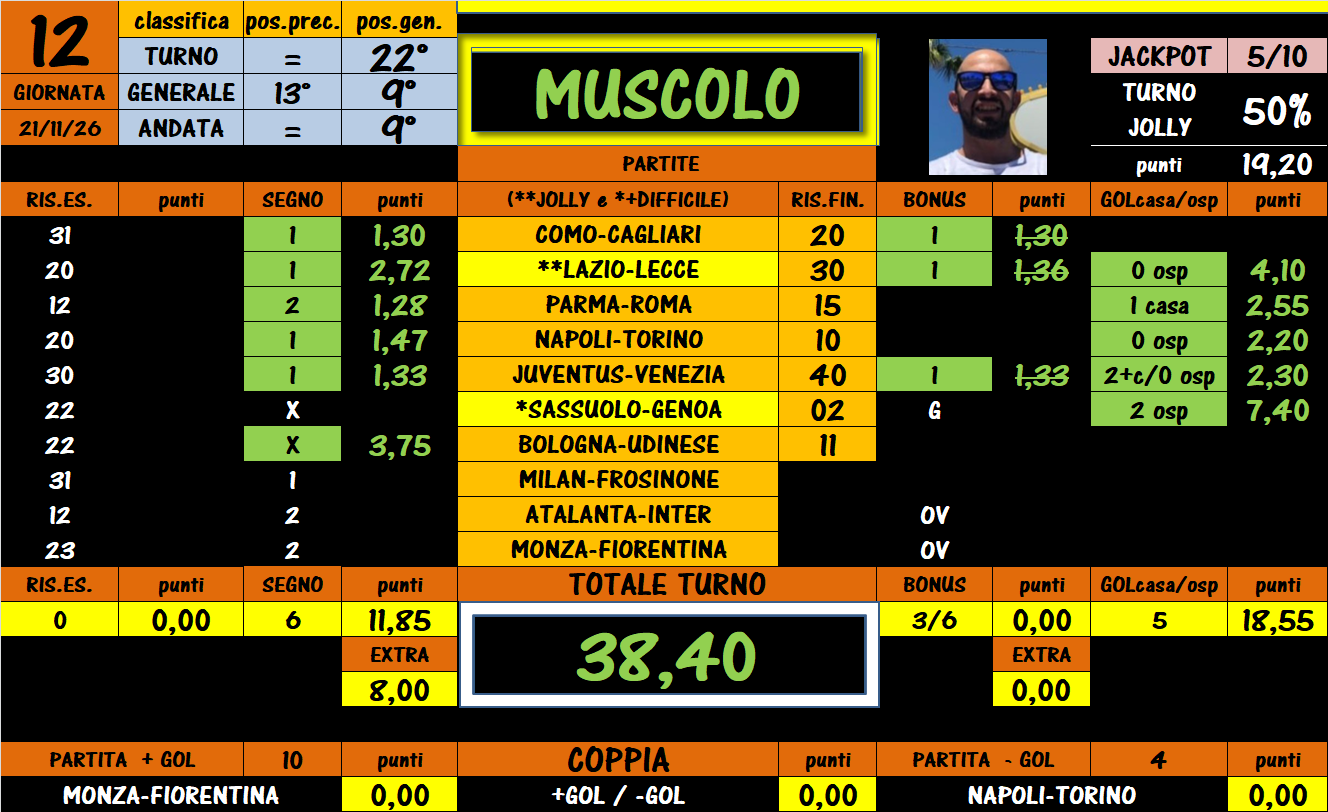 12 classifica pos.prec. pos.gen.
TURNO = 22°
GIORNATA GENERALE 13° 9°
21/11/26 ANDATA = 9°
MUSCOLO
JACKPOT 5/10
TURNO JOLLY 50%
punti 19,20
PARTITE
RIS.ES. punti SEGNO punti (**JOLLY e *+DIFFICILE) RIS.FIN. BONUS punti GOLcasa/osp punti
31 1 1,30 COMO-CAGLIARI 20 1 1,30
20 1 2,72 **LAZIO-LECCE 30 1 1,36 0 osp 4,10
12 2 1,28 PARMA-ROMA 15 1 casa 2,55
20 1 1,47 NAPOLI-TORINO 10 0 osp 2,20
30 1 1,33 JUVENTUS-VENEZIA 40 1 1,33 2+c/0 osp 2,30
22 X *SASSUOLO-GENOA 02 G 2 osp 7,40
22 X 3,75 BOLOGNA-UDINESE 11
31 1 MILAN-FROSINONE
12 2 ATALANTA-INTER OV
23 2 MONZA-FIORENTINA OV
RIS.ES. punti SEGNO punti TOTALE TURNO BONUS punti GOLcasa/osp punti
0 0,00 6 11,85 38,40 3/6 0,00 5 18,55
EXTRA EXTRA
8,00 0,00
PARTITA + GOL 10 punti COPPIA punti PARTITA - GOL 4 punti
MONZA-FIORENTINA 0,00 +GOL / -GOL 0,00 NAPOLI-TORINO 0,00